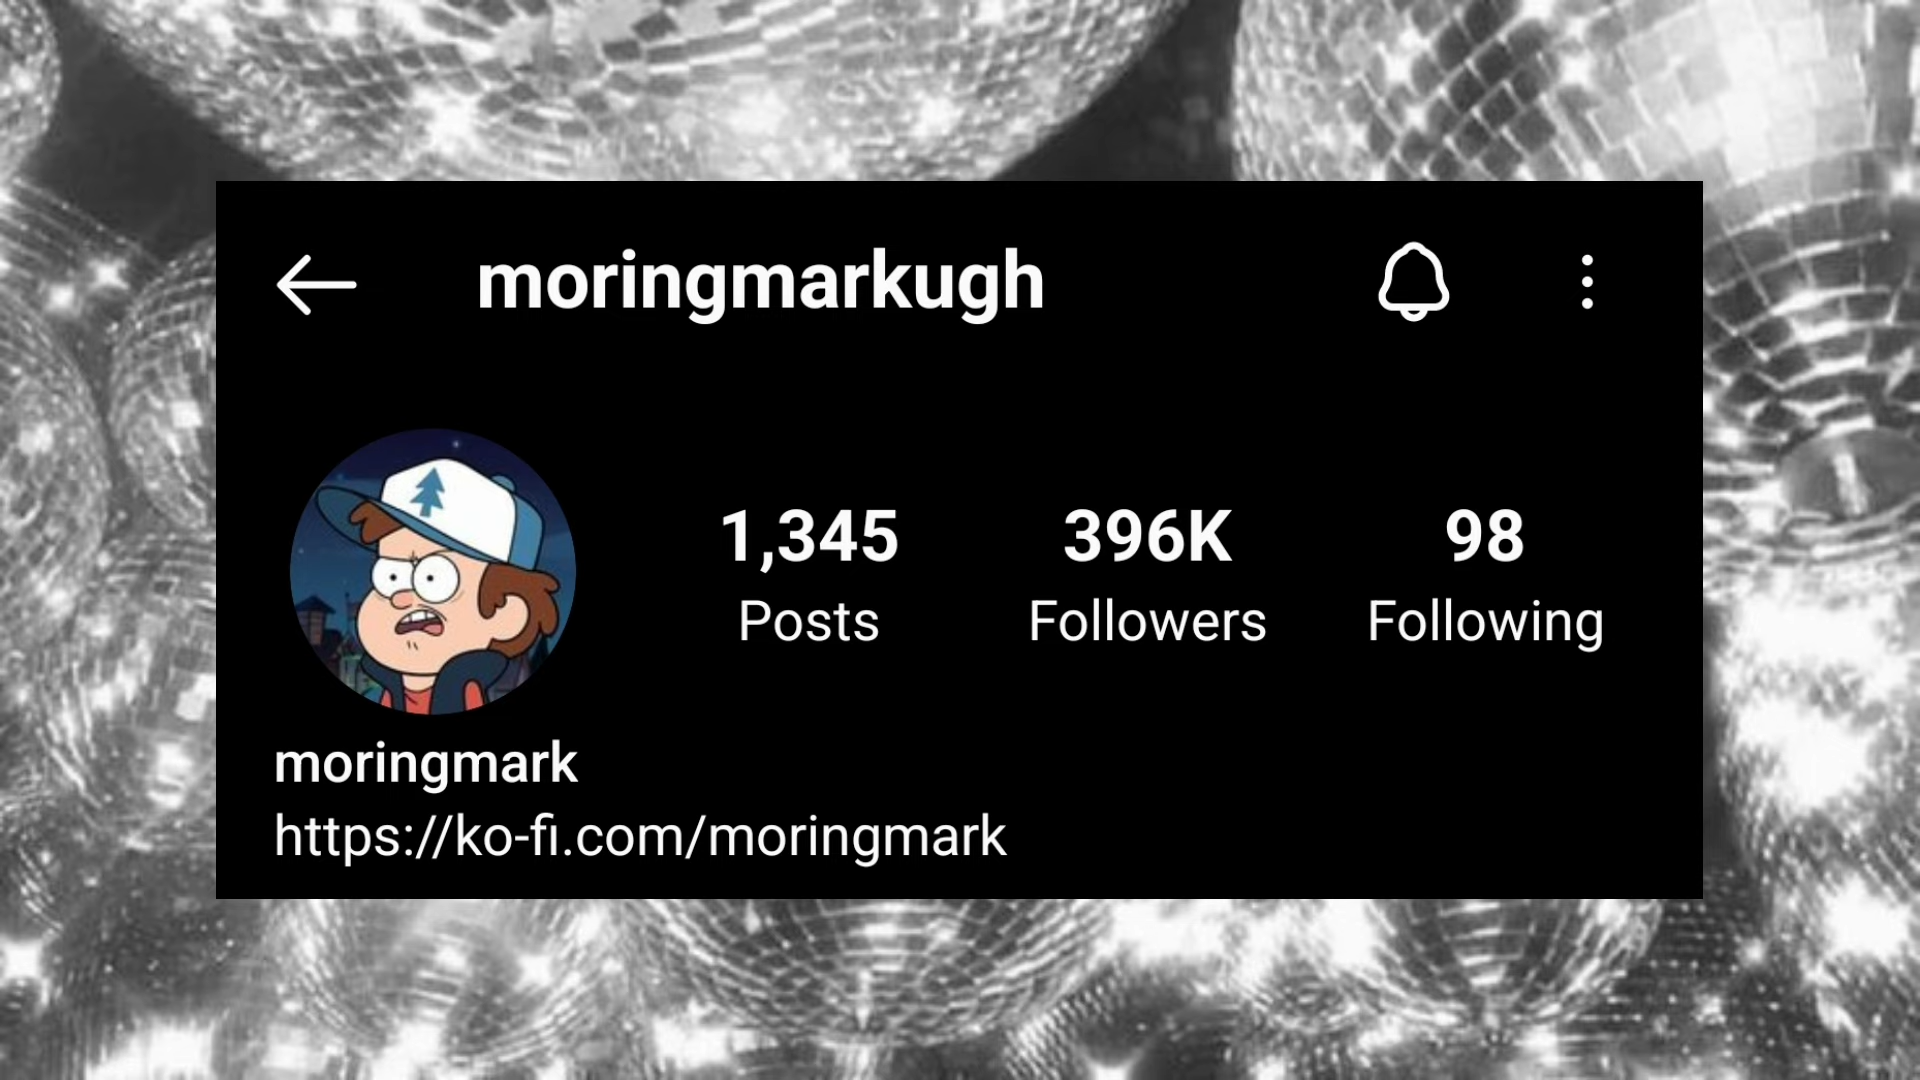 moringmarkugh
1,345 396K 98
Posts Followers Following
moringmark
https://ko-fi.com/moringmark